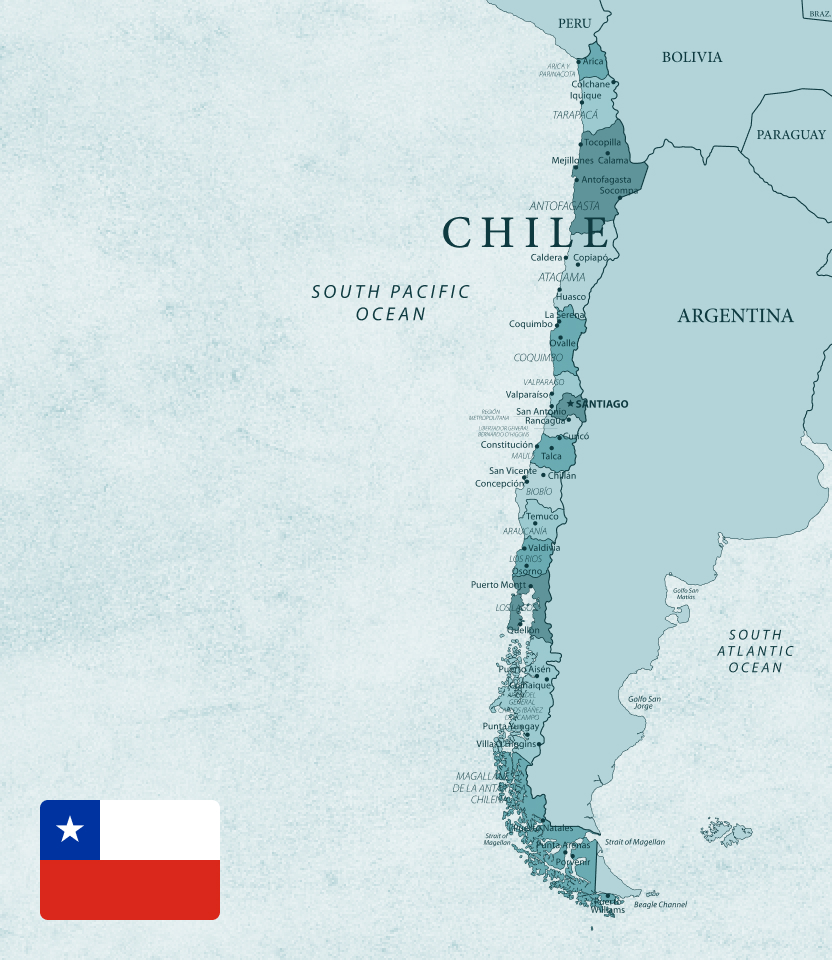 PERU
BRAZ
BOLIVIA
ARICA Y
PARINACOTA
Arica
Colchane
Iquique
TARAPACÁ
PARAGUAY
Tocopilla
Mejillones
Calama
Antofagasta
Socompa
ANTOFAGASTA
CHILE
Caldera
Copiapó
ATACAMA
SOUTH PACIFIC
OCEAN
Huasco
ARGENTINA
La Serena
Coquimbo
Ovalle
COQUIMBO
VALPARAÍSO
Valparaíso
SANTIAGO
REGIÓN
METROPOLITANA
San Antonio
Rancagua
LIBERTADOR GENERAL
BERNARDO O'HIGGINS
Curicó
Constitución
MAULE
Talca
San Vicente
Chillán
Concepción
BIOBÍO
Temuco
ARAUCANÍA
Valdivia
LOS RIOS
Osorno
Puerto Montt
Golfo San
Matías
LOS LAGOS
Quellón
SOUTH
ATLANTIC
OCEAN
Puerto Aisén
Coihaique
GENERAL
CARLOS IBÁÑEZ
DEL CAMPO
Golfo San
Jorge
Punta Yungay
Villa O'Higgins
MAGALLANES
DE LA ANTÁRTICA
CHILENA
Puerto Natales
Strait of
Magellan
Punta Arenas
Strait of Magellan
Porvenir
Puerto
Williams
Beagle Channel